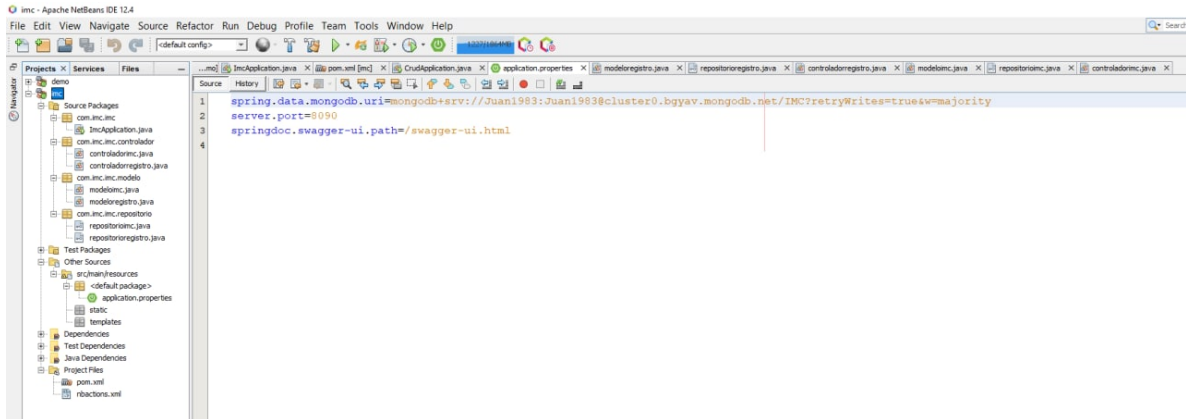 imc - Apache NetBeans IDE 12.4
File Edit View Navigate Source Refactor Run Debug Profile Team Tools Window Help
Search
<default config>
Projects Services Files
...mo] ImcApplication.java pom.xml [imc] CrudApplication.java application.properties modeloregistro.java repositorioregistro.java controladorregistro.java modeloimc.java repositorioimc.java controladorimc.java
Navigator
Source History
demo
imc
Source Packages
com.imc.imc
ImcApplication.java
com.imc.imc.controlador
controladorimc.java
controladorregistro.java
com.imc.imc.modelo
modeloimc.java
modeloregistro.java
com.imc.imc.repositorio
repositorioimc.java
repositorioregistro.java
Test Packages
Other Sources
src/main/resources
<default package>
application.properties
static
templates
Dependencies
Test Dependencies
Java Dependencies
Project Files
pom.xml
nbactions.xml
1 spring.data.mongodb.uri=mongodb+srv://Juan1983:Juan1983@cluster0.bgyav.mongodb.net/IMC?retryWrites=true&w=majority
2 server.port=8090
3 springdoc.swagger-ui.path=/swagger-ui.html
4